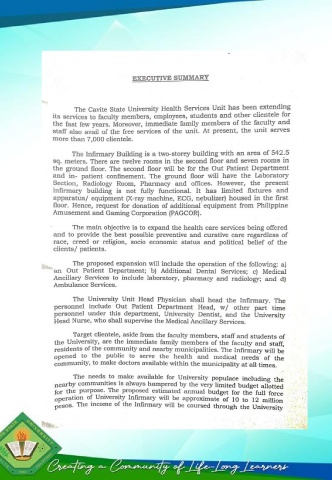 EXECUTIVE SUMMARY
The Cavite State University Health Services Unit has been extending
its services to faculty members, employees, students and other clientele for
the fast few years. Moreover, immediate family members of the faculty and
staff also avail of the free services of the unit. At present, the unit serves
more than 7,000 clientele.
The Infirmary Building is a two-storey building with an area of 542.5
sq. meters. There are twelve rooms in the second floor and seven rooms in
the ground floor. The second floor will be for the Out Patient Department
and in- patient confinement. The ground floor will have the Laboratory
Section, Radiology Room, Pharmacy and offices. However, the present
infirmary building is not fully functional. It has limited fixtures and
apparatus/ equipment (X-ray machine, ECG, nebulizer) housed in the first
floor. Hence, request for donation of additional equipment from Philippine
Amusement and Gaming Corporation (PAGCOR).
The main objective is to expand the health care services being offered
and to provide the best possible preventive and curative care regardless of
race, creed or religion, socio economic status and political belief of the
clients/ patients.
The proposed expansion will include the operation of the following: a)
an Out Patient Department; b) Additional Dental Services; c) Medical
Ancillary Services to include laboratory, pharmacy and radiology; and d)
Ambulance Services.
The University Unit Head Physician shall head the Infirmary. The
personnel include Out Patient Department Head, w/ other part time
personnel under this department, University Dentist, and the University
Head Nurse, who shall supervise the Medical Ancillary Services.
Target clientele, aside from the faculty members, staff and students of
the University, are the immediate family members of the faculty and staff,
residents of the community and nearby municipalities. The Infirmary will be
opened to the public to serve the health and medical needs of the
community, to make doctors available within the municipality at all times.
The needs to make available for University populace including the
nearby communities is always hampered by the very limited budget allotted
for the purpose. The proposed estimated annual budget for the full force
operation of University Infirmary will be approximate of 10 to 12 million
pesos. The income of the Infirmary will be coursed through the University
Creating a Community of Life-Long Learners